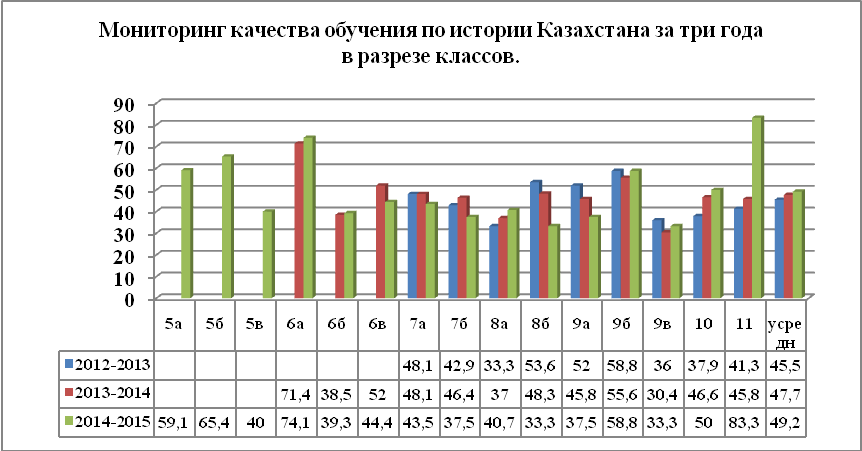 Мониторинг качества обучения по истории Казахстана за три года
в разрезе классов.
90
80
70
60
50
40
30
20
10
0
5а 5б 5в 6а 6б 6в 7а 7б 8а 8б 9а 9б 9в 10 11 усре
дн
2012-2013 48,1 42,9 33,3 53,6 52 58,8 36 37,9 41,3 45,5
2013-2014 71,4 38,5 52 48,1 46,4 37 48,3 45,8 55,6 30,4 46,6 45,8 47,7
2014-2015 59,1 65,4 40 74,1 39,3 44,4 43,5 37,5 40,7 33,3 37,5 58,8 33,3 50 83,3 49,2